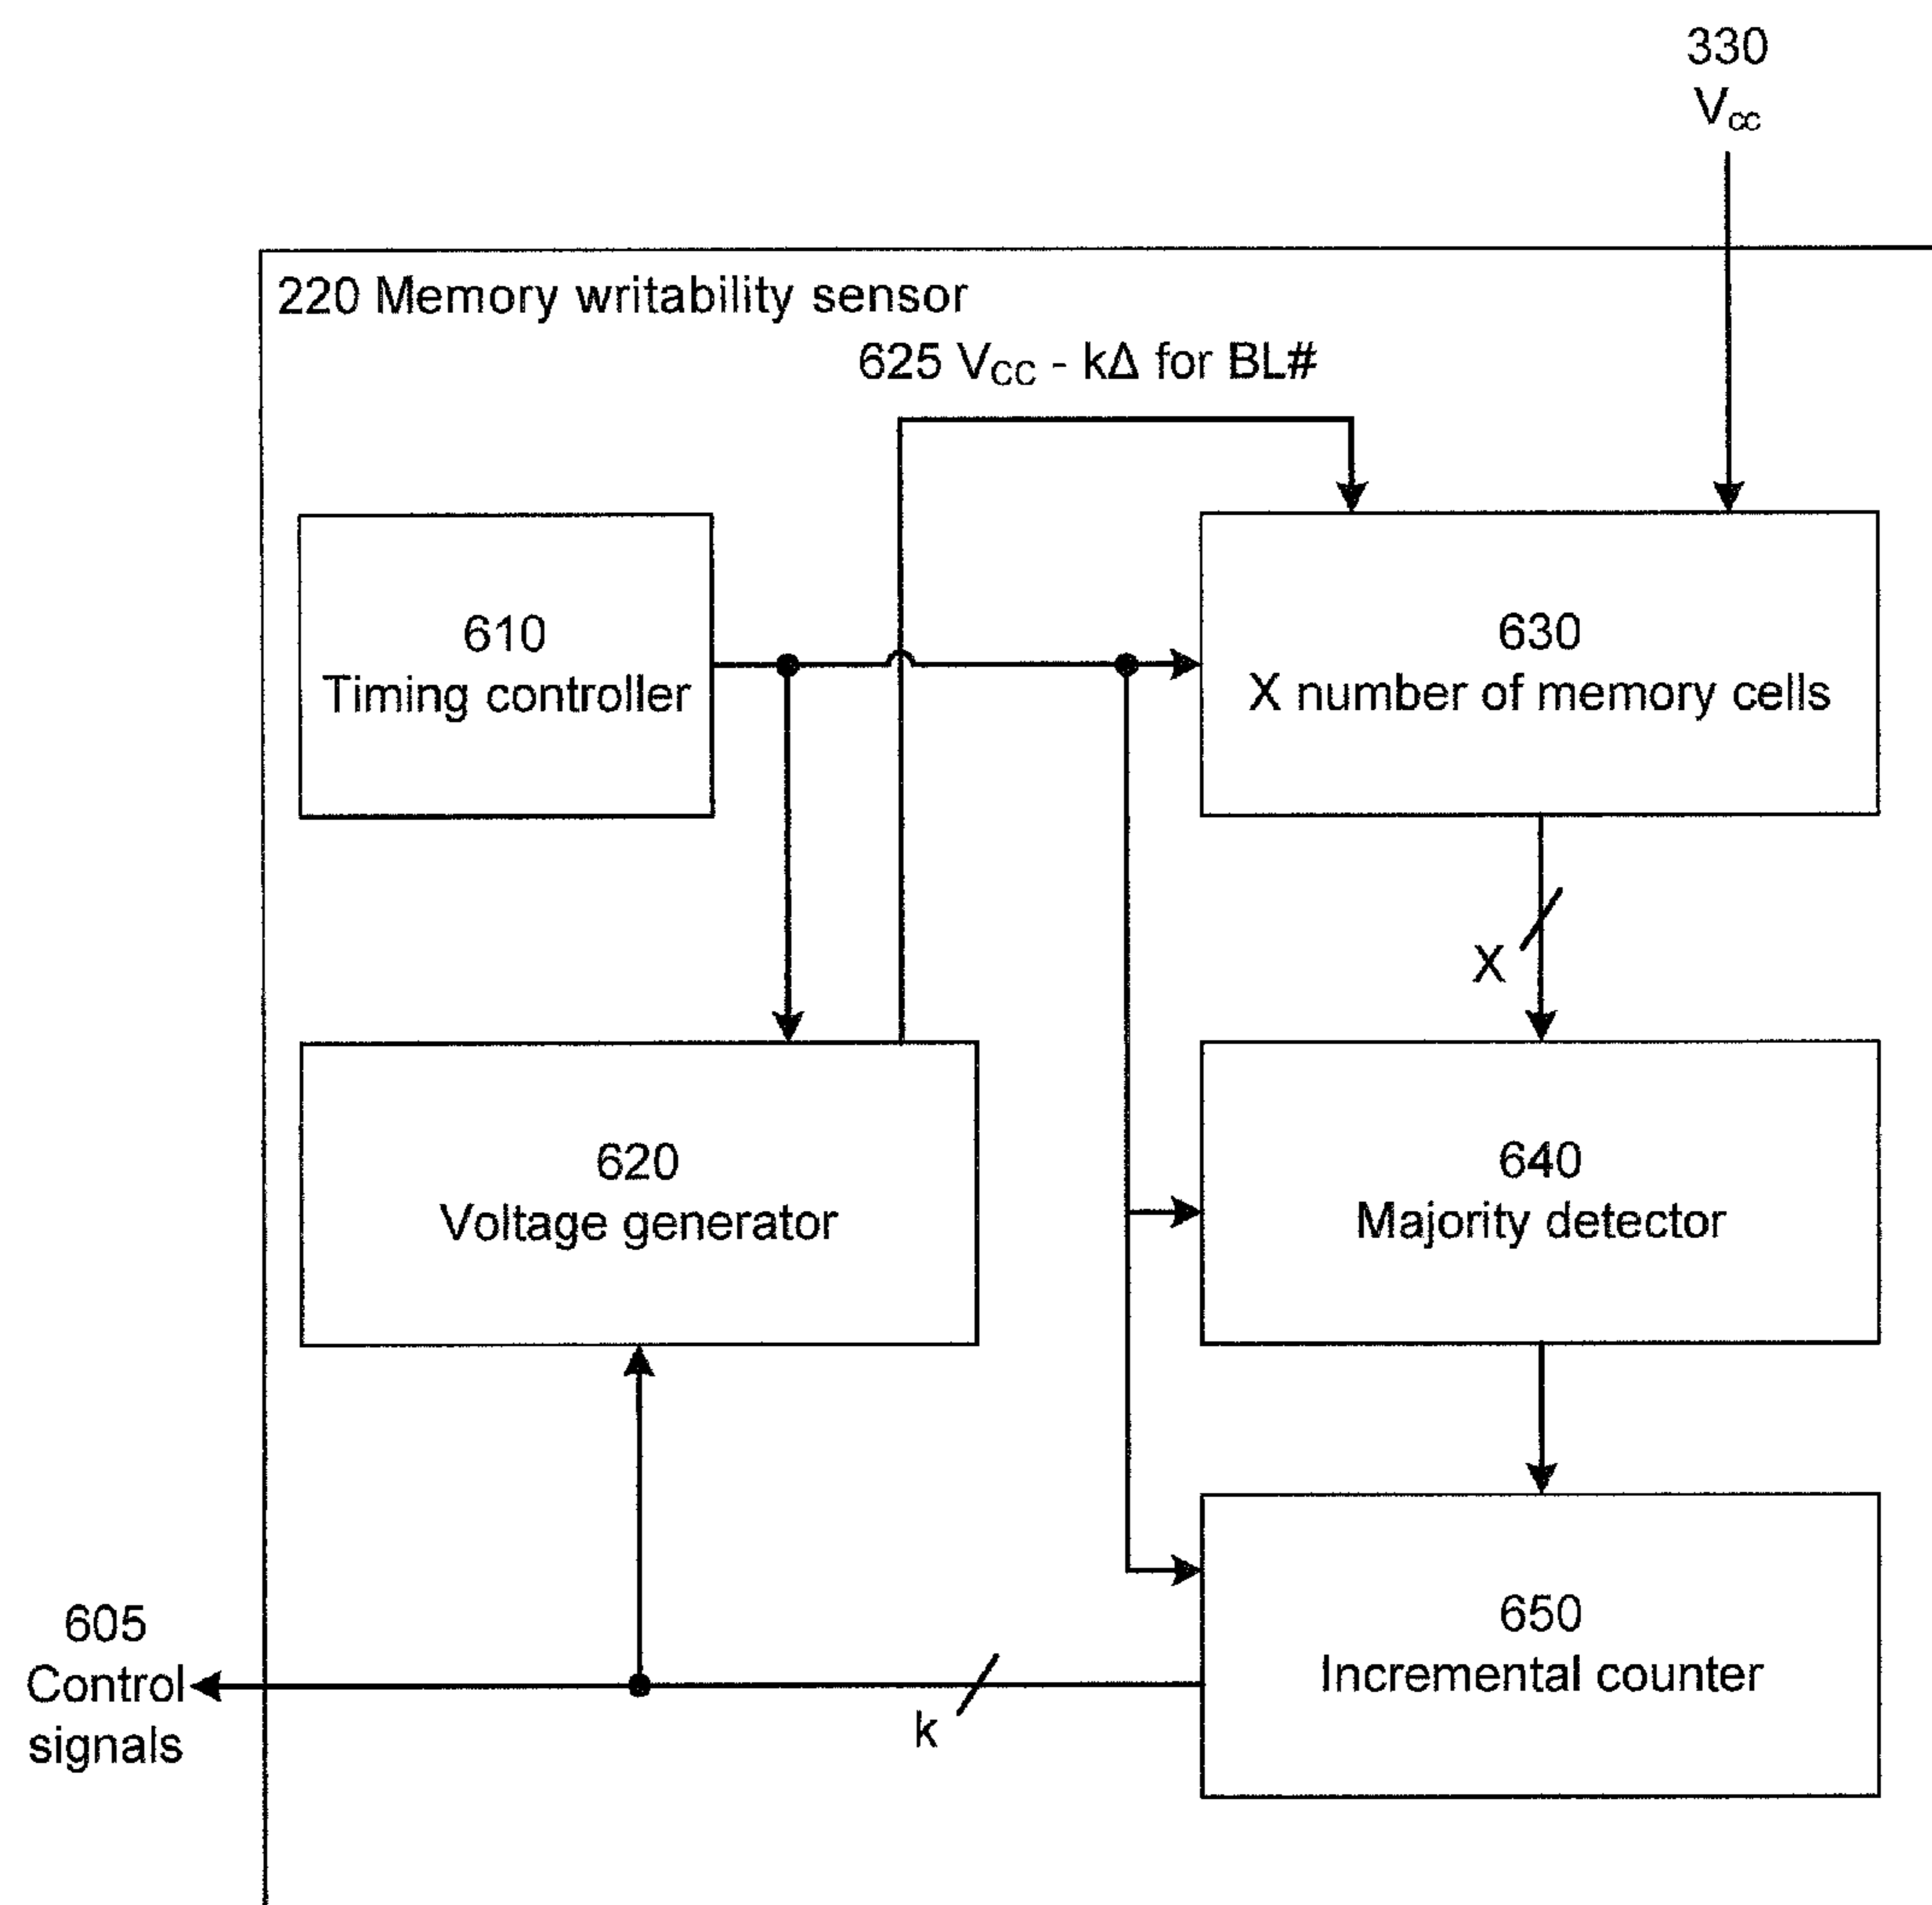 330
Vcc
220 Memory writability sensor
625 VCC - kΔ for BL#
610
Timing controller
630
X number of memory cells
X
620
Voltage generator
640
Majority detector
605
Control
signals
k
650
Incremental counter